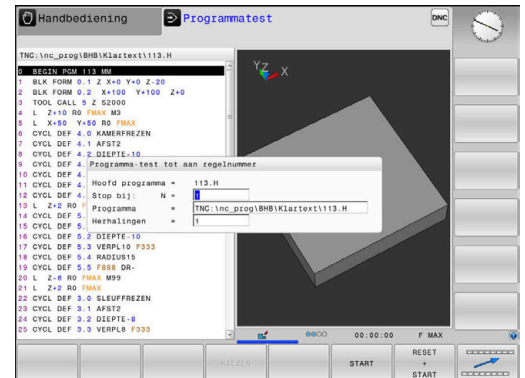 Handbediening
Programmatest
DNC
TNC:\nc_prog\BHB\Klartext\113.H
0 BEGIN PGM 113 MM
1 BLK FORM 0.1 Z X+0 Y+0 Z-20
2 BLK FORM 0.2 X+100 Y+100 Z+0
3 TOOL CALL 5 Z S2000
4 L Z+10 R0 FMAX M3
5 L X+50 Y+50 R0 FMAX
6 CYCL DEF 4.0 KAMERFREZEN
7 CYCL DEF 4.1 AFST2
8 CYCL DEF 4.2 DIEPTE-10
9 CYCL DEF 4.
10 CYCL DEF 4.
11 CYCL DEF 4.
12 CYCL DEF 4.
13 L Z+2 R0 F
14 CYCL DEF 5.
15 CYCL DEF 5.
16 CYCL DEF 5.2 DIEPTE-10
17 CYCL DEF 5.3 VERPL10 F333
18 CYCL DEF 5.4 RADIUS15
19 CYCL DEF 5.5 F888 DR-
20 L Z-8 R0 FMAX M99
21 L Z+2 R0 FMAX
22 CYCL DEF 3.0 SLEUFFREZEN
23 CYCL DEF 3.1 AFST2
24 CYCL DEF 3.2 DIEPTE-8
25 CYCL DEF 3.3 VERPL8 F333
Programma-test tot aan regelnummer
Hoofd programma = 113.H
Stop bij: N = 1
Programma = TNC:\nc_prog\BHB\Klartext\113.H
Herhalingen = 1
Y Z X
00:00:00 F MAX
KIEZEN
START
RESET
+
START